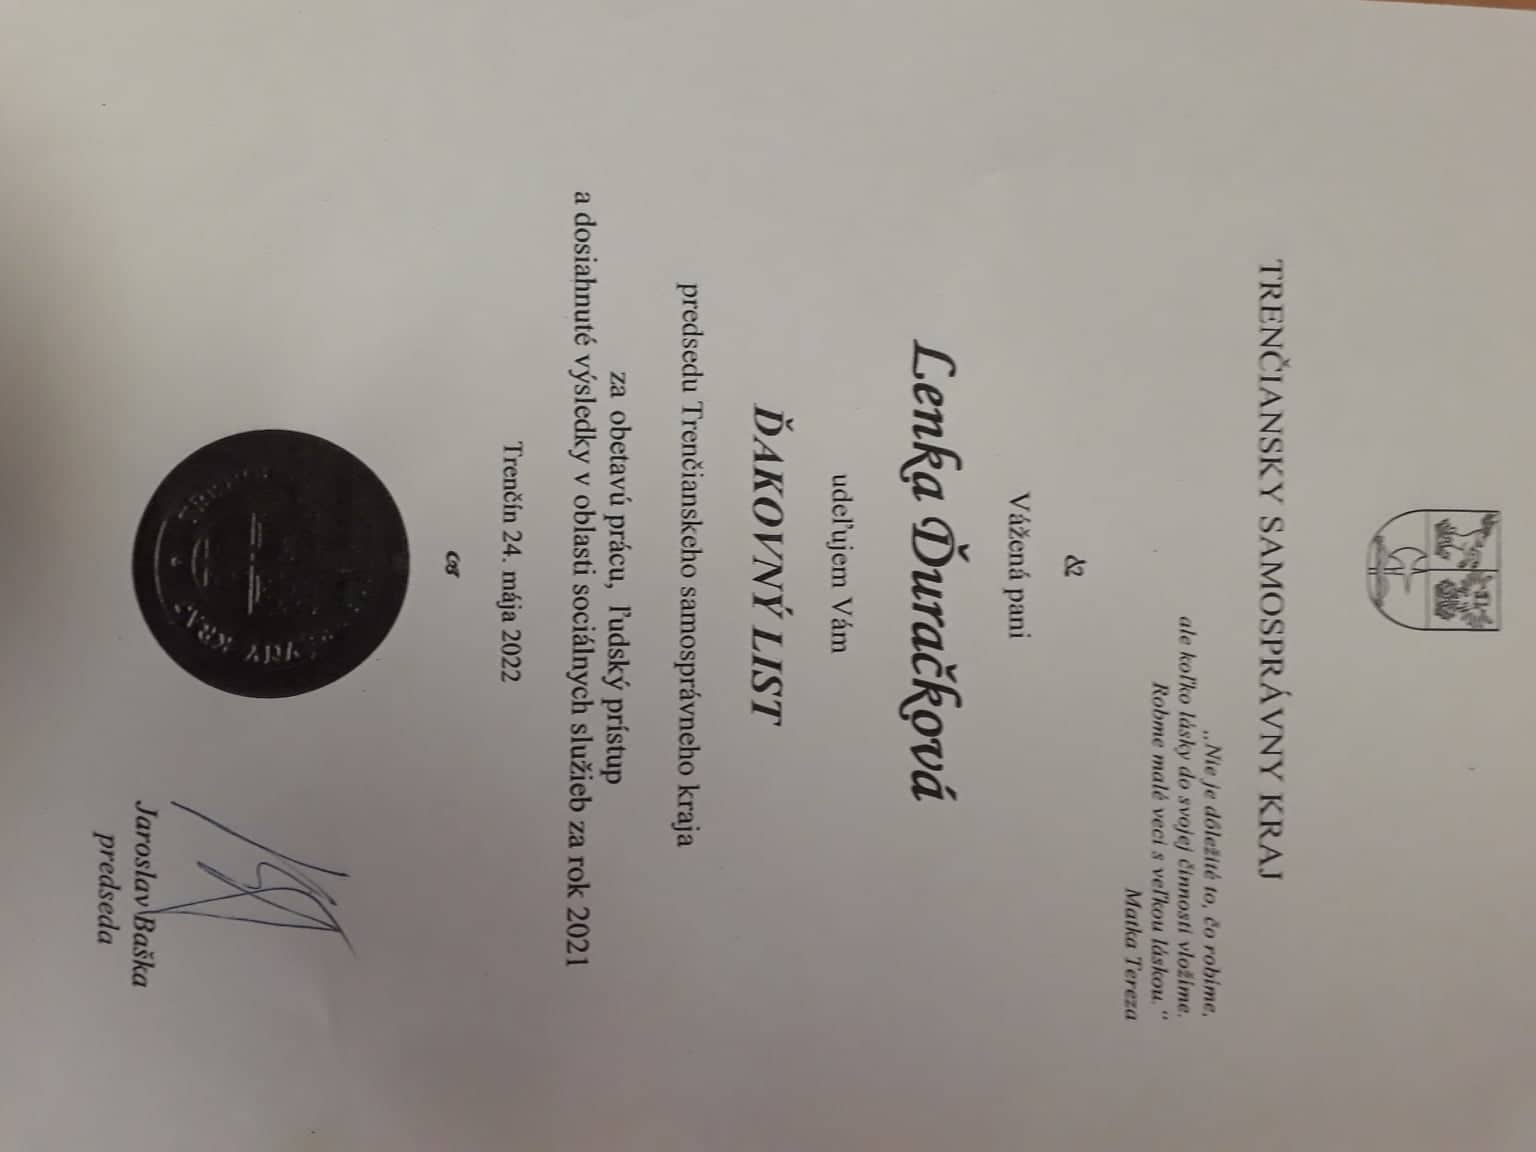 TRENČIANSKY SAMOSPRÁVNY KRAJ
„Nie je dôležité to, čo robíme,
ale koľko lásky do svojej činnosti vložíme.
Robme malé veci s veľkou láskou.“
Matka Tereza
Vážená pani
Lenka Ďuračková
udeľujem Vám
ĎAKOVNÝ LIST
predsedu Trenčianskeho samosprávneho kraja
za obetavú prácu, ľudský prístup
a dosiahnuté výsledky v oblasti sociálnych služieb za rok 2021
Trenčín 24. mája 2022
Jaroslav Baška
predseda